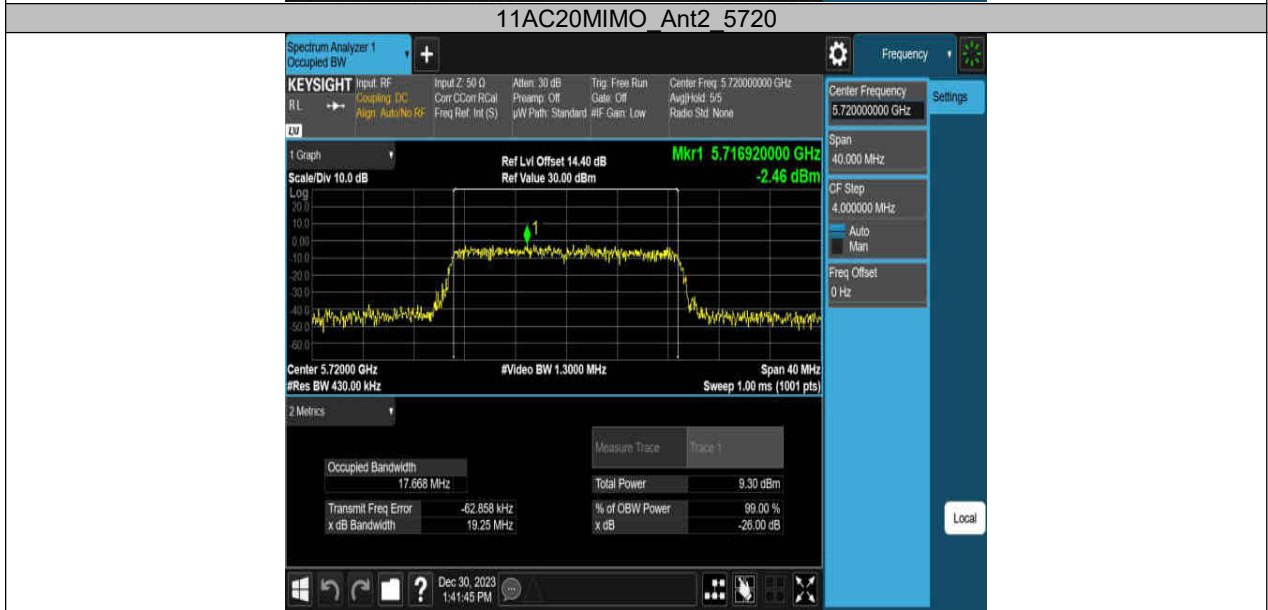 11AC20MIMO_Ant2_5720
Spectrum Analyzer 1
Occupied BW
+
Frequency
KEYSIGHT
RL
LXI
Input: RF
Coupling: DC
Align: Auto/No RF
Input Z: 50 Ω
Corr CCorr RCal
Freq Ref: Int (S)
Atten: 30 dB
Preamp: Off
µW Path: Standard
Trig: Free Run
Gate: Off
#IF Gain: Low
Center Freq: 5.720000000 GHz
Avg|Hold: 5/5
Radio Std: None
Center Frequency
5.720000000 GHz
Settings
Span
40.000 MHz
CF Step
4.000000 MHz
Auto
Man
Freq Offset
0 Hz
Local
1 Graph
Scale/Div 10.0 dB
Ref Lvl Offset 14.40 dB
Ref Value 30.00 dBm
Mkr1 5.716920000 GHz
-2.46 dBm
Log
20.0
10.0
0.00
-10.0
-20.0
-30.0
-40.0
-50.0
-60.0
1
Center 5.72000 GHz
#Res BW 430.00 kHz
#Video BW 1.3000 MHz
Span 40 MHz
Sweep 1.00 ms (1001 pts)
2 Metrics
Measure Trace Trace 1
Occupied Bandwidth
17.668 MHz
Total Power 9.30 dBm
Transmit Freq Error -62.858 kHz
% of OBW Power 99.00 %
x dB Bandwidth 19.25 MHz
x dB -26.00 dB
?
Dec 30, 2023
1:41:45 PM